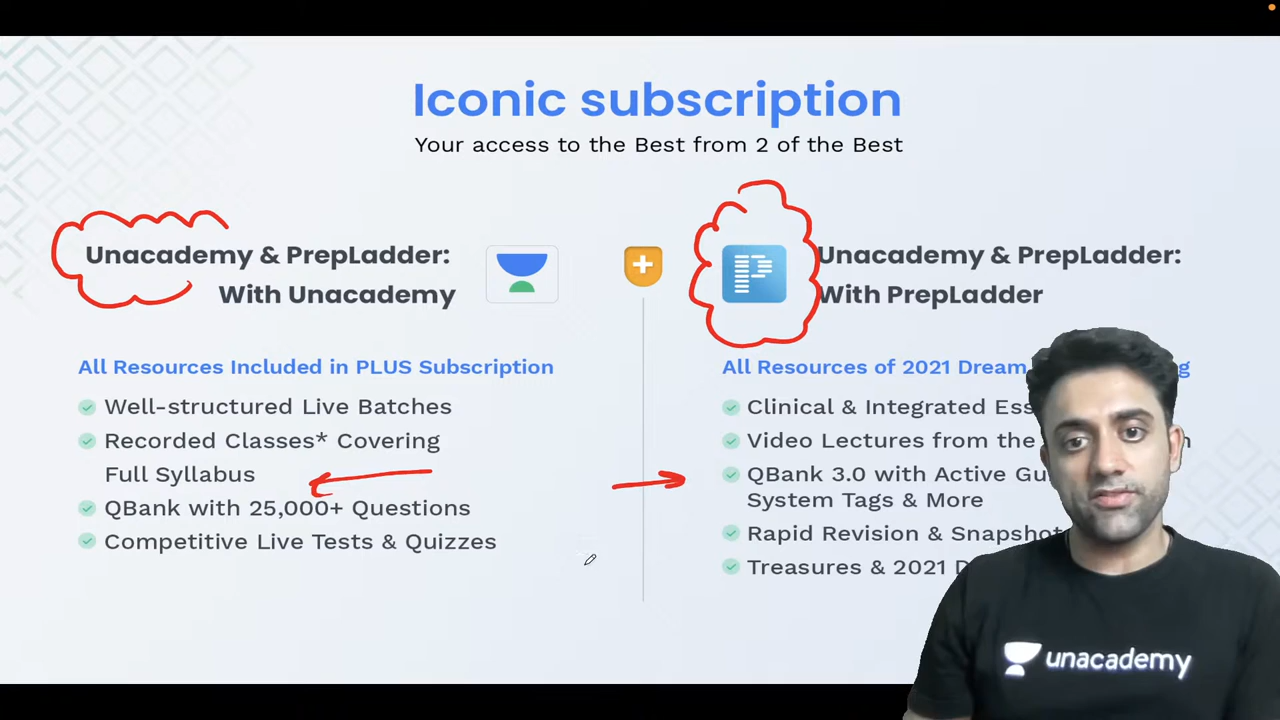 Iconic subscription
Your access to the Best from 2 of the Best
Unacademy & PrepLadder:
With Unacademy
All Resources Included in PLUS Subscription
Well-structured Live Batches
Recorded Classes* Covering
Full Syllabus
QBank with 25,000+ Questions
Competitive Live Tests & Quizzes
Unacademy & PrepLadder:
With PrepLadder
All Resources of 2021 Dream
Clinical & Integrated
Video Lectures from the
QBank 3.0 with Active
System Tags & More
Rapid Revision & Snapshot
Treasures & 2021
unacademy